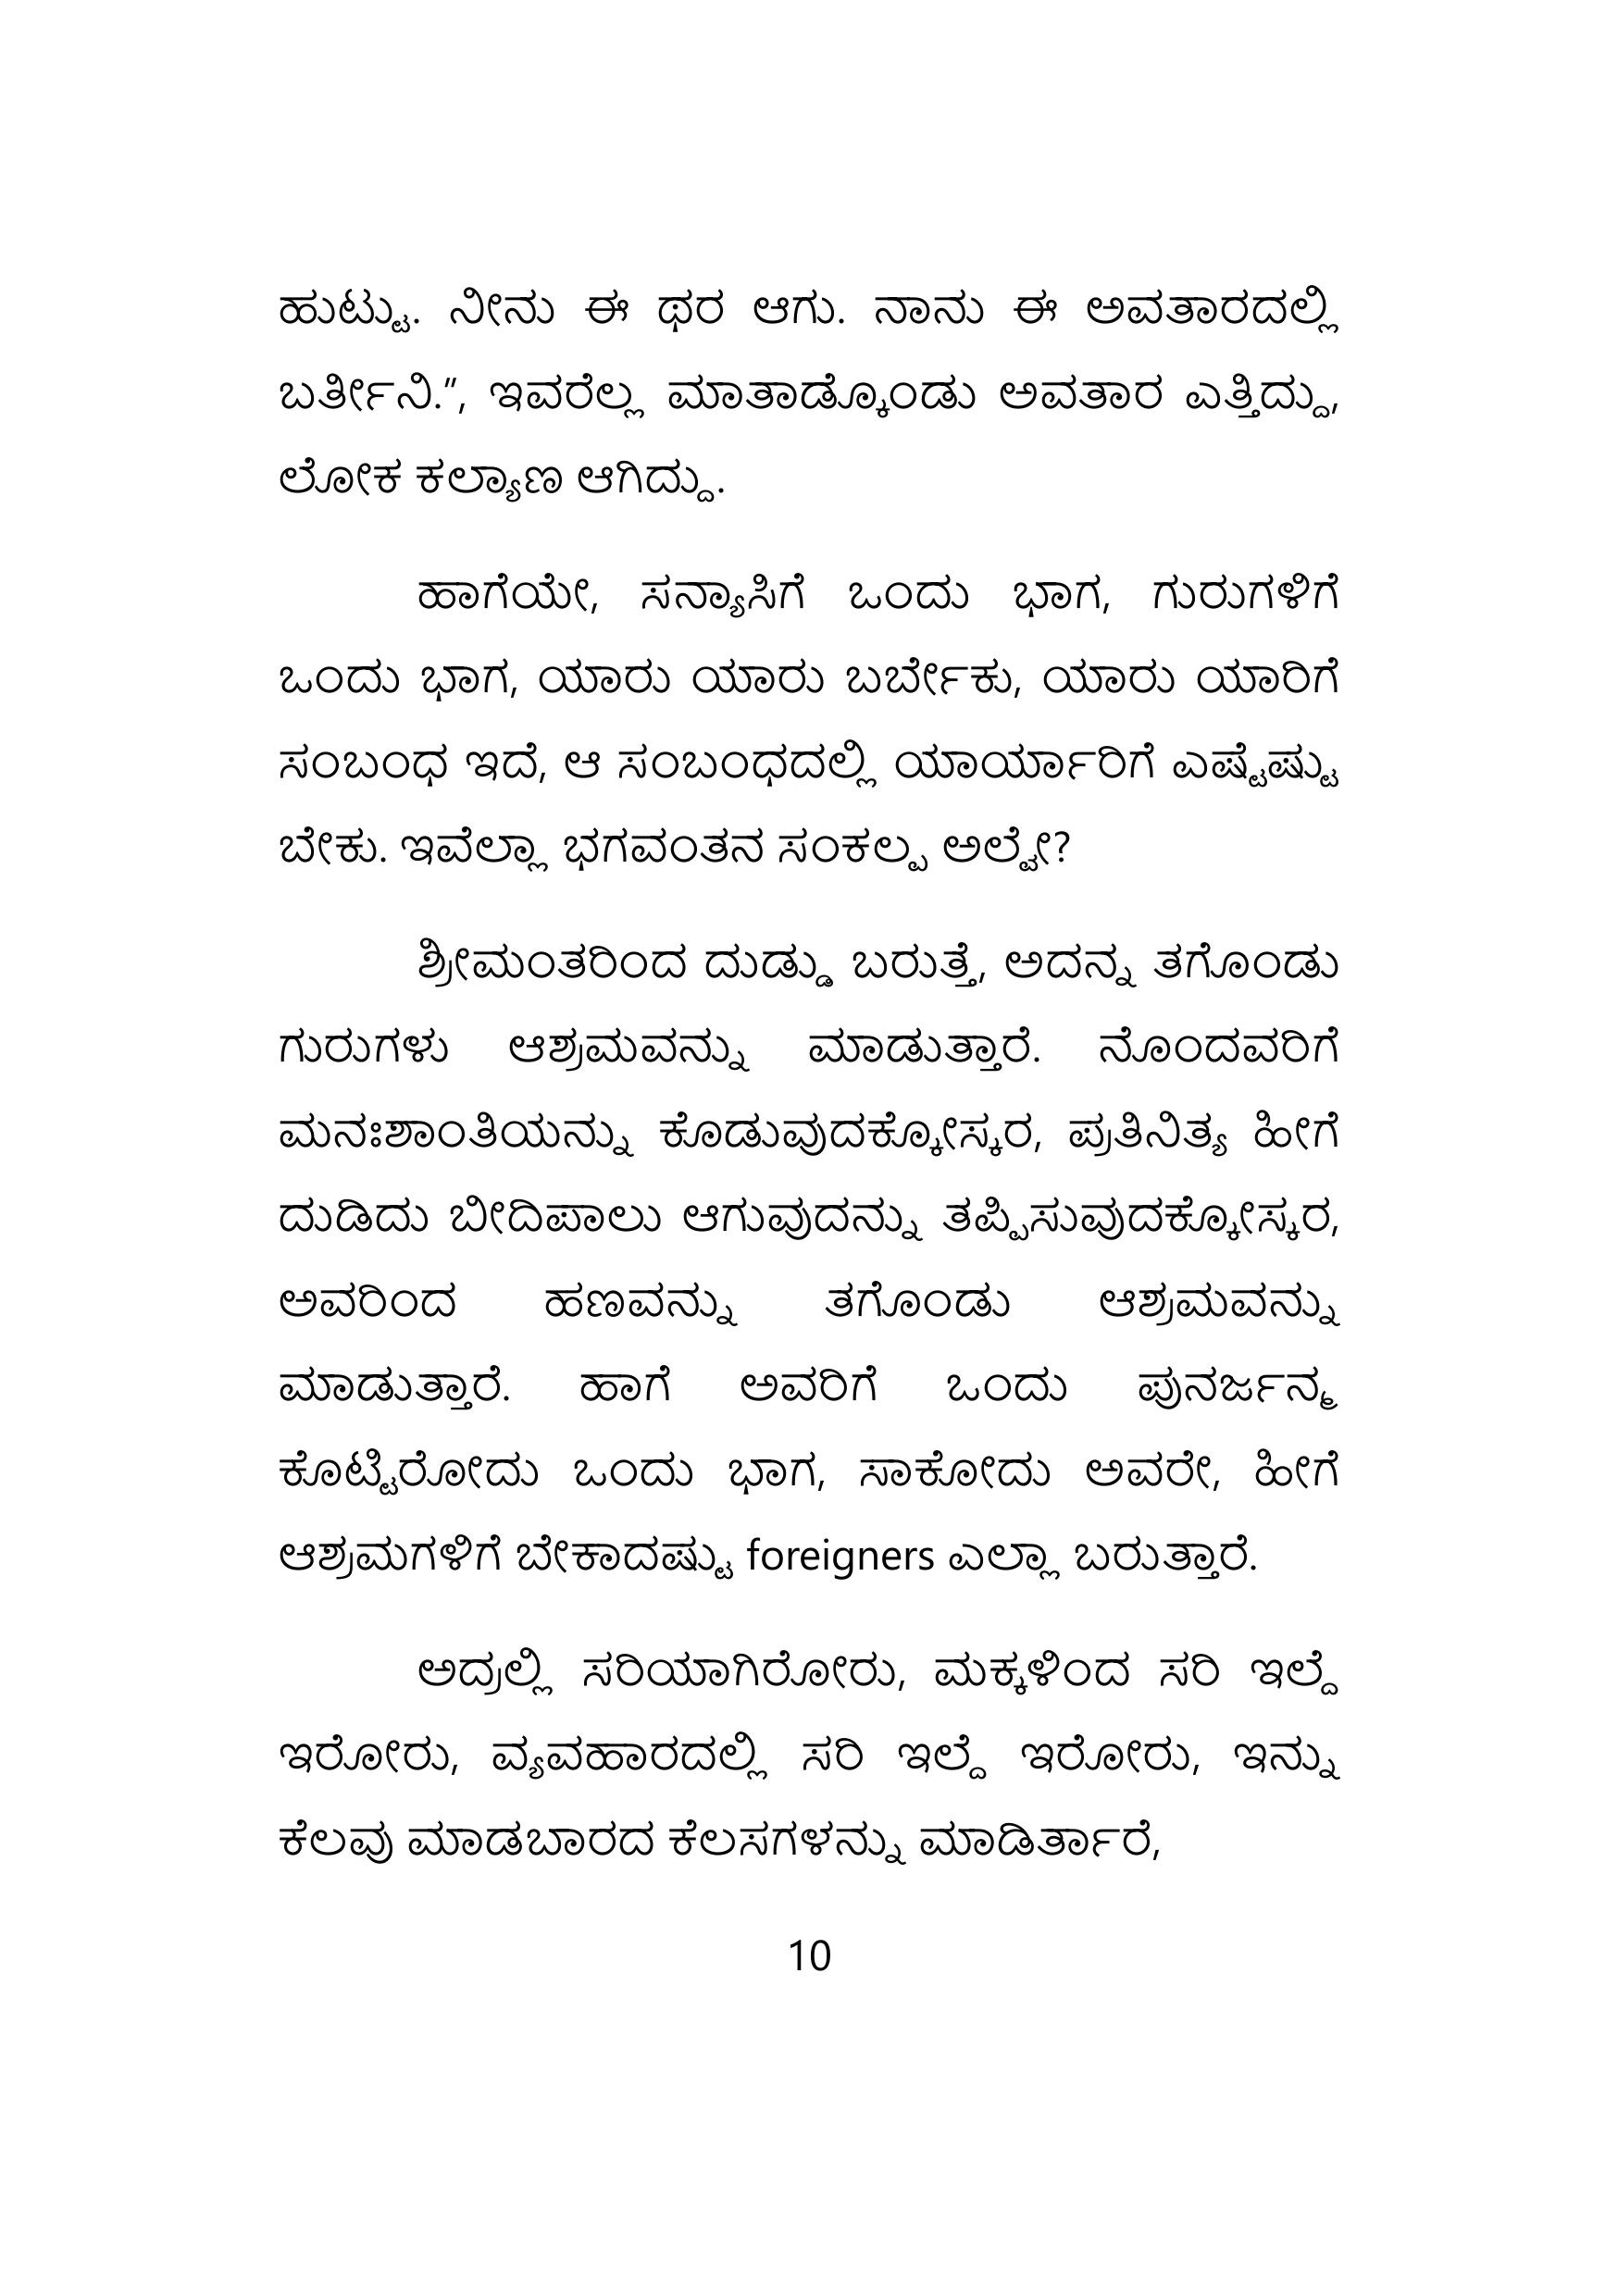 ಹುಟ್ಟು. ನೀನು ಈ ಥರ ಆಗು. ನಾನು ಈ ಅವತಾರದಲ್ಲಿ
ಬರ್ತೀನಿ.”, ಇವರೆಲ್ಲ ಮಾತಾಡ್ಕೊಂಡು ಅವತಾರ ಎತ್ತಿದ್ದು,
ಲೋಕ ಕಲ್ಯಾಣ ಆಗಿದ್ದು.
ಹಾಗೆಯೇ, ಸನ್ಯಾಸಿಗೆ ಒಂದು ಭಾಗ, ಗುರುಗಳಿಗೆ
ಒಂದು ಭಾಗ, ಯಾರು ಯಾರು ಬರ್ಬೇಕು, ಯಾರು ಯಾರಿಗೆ
ಸಂಬಂಧ ಇದೆ, ಆ ಸಂಬಂಧದಲ್ಲಿ ಯಾರ್ಯಾರಿಗೆ ಎಷ್ಟೆಷ್ಟು
ಬೇಕು. ಇವೆಲ್ಲಾ ಭಗವಂತನ ಸಂಕಲ್ಪ ಅಲ್ವೇ?
ಶ್ರೀಮಂತರಿಂದ ದುಡ್ಡು ಬರುತ್ತೆ, ಅದನ್ನ ತಗೊಂಡು
ಗುರುಗಳು ಆಶ್ರಮವನ್ನು ಮಾಡುತ್ತಾರೆ. ನೊಂದವರಿಗೆ
ಮನಃಶಾಂತಿಯನ್ನು ಕೊಡುವುದಕ್ಕೋಸ್ಕರ, ಪ್ರತಿನಿತ್ಯ ಹೀಗೆ
ದುಡಿದು ಬೀದಿಪಾಲು ಆಗುವುದನ್ನು ತಪ್ಪಿಸುವುದಕ್ಕೋಸ್ಕರ,
ಅವರಿಂದ ಹಣವನ್ನು ತಗೊಂಡು ಆಶ್ರಮವನ್ನು
ಮಾಡುತ್ತಾರೆ. ಹಾಗೆ ಅವರಿಗೆ ಒಂದು ಪುನರ್ಜನ್ಮ
ಕೊಟ್ಟಿರೋದು ಒಂದು ಭಾಗ, ಸಾಕೋದು ಅವರೇ, ಹೀಗೆ
ಆಶ್ರಮಗಳಿಗೆ ಬೇಕಾದಷ್ಟು foreigners ಎಲ್ಲಾ ಬರುತ್ತಾರೆ.
ಅದ್ರಲ್ಲಿ ಸರಿಯಾಗಿರೋರು, ಮಕ್ಕಳಿಂದ ಸರಿ ಇಲ್ದೆ
ಇರೋರು, ವ್ಯವಹಾರದಲ್ಲಿ ಸರಿ ಇಲ್ದೆ ಇರೋರು, ಇನ್ನು
ಕೆಲವು ಮಾಡಬಾರದ ಕೆಲಸಗಳನ್ನು ಮಾಡಿರ್ತಾರೆ,
10